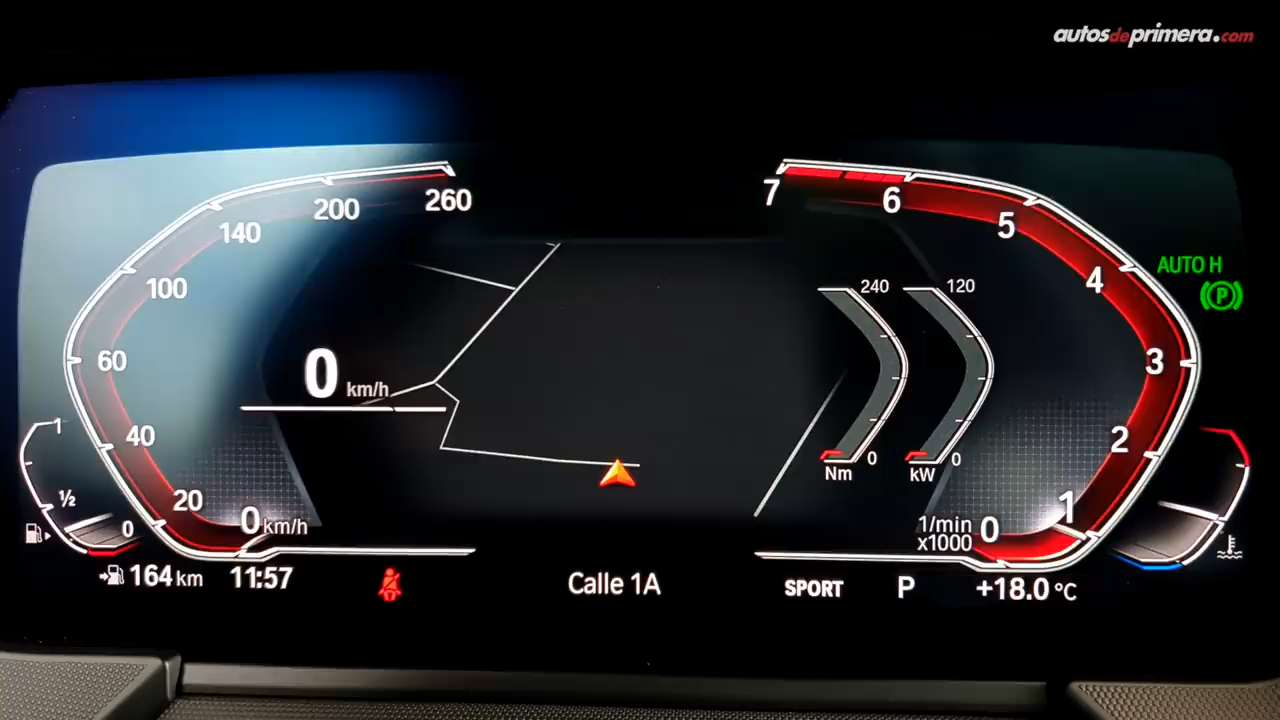 autosdeprimera.com
260
200
140
100
60
40
20
0 km/h
0 km/h
7
6
5
4
3
2
1
0
1/min
x1000
240
0
Nm
120
0
kW
AUTO H
P
1
1/2
0
164 km
11:57
Calle 1A
SPORT
P
+18.0 °C